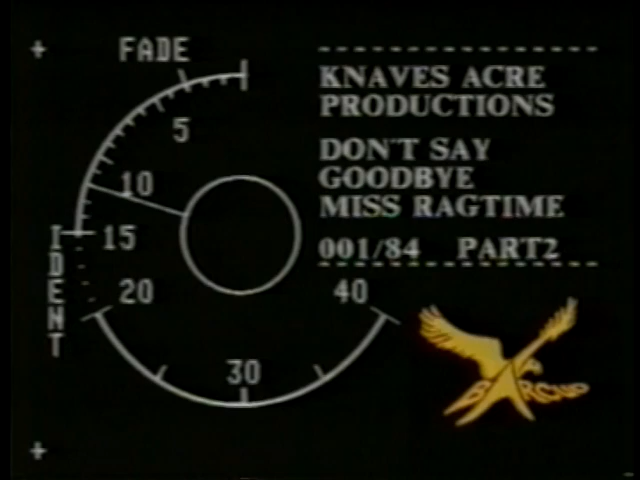 FADE
5
10
15
20
30
40
IDENT
KNAVES ACRE
PRODUCTIONS
DON'T SAY
GOODBYE
MISS RAGTIME
001/84 PART2
BARCUD